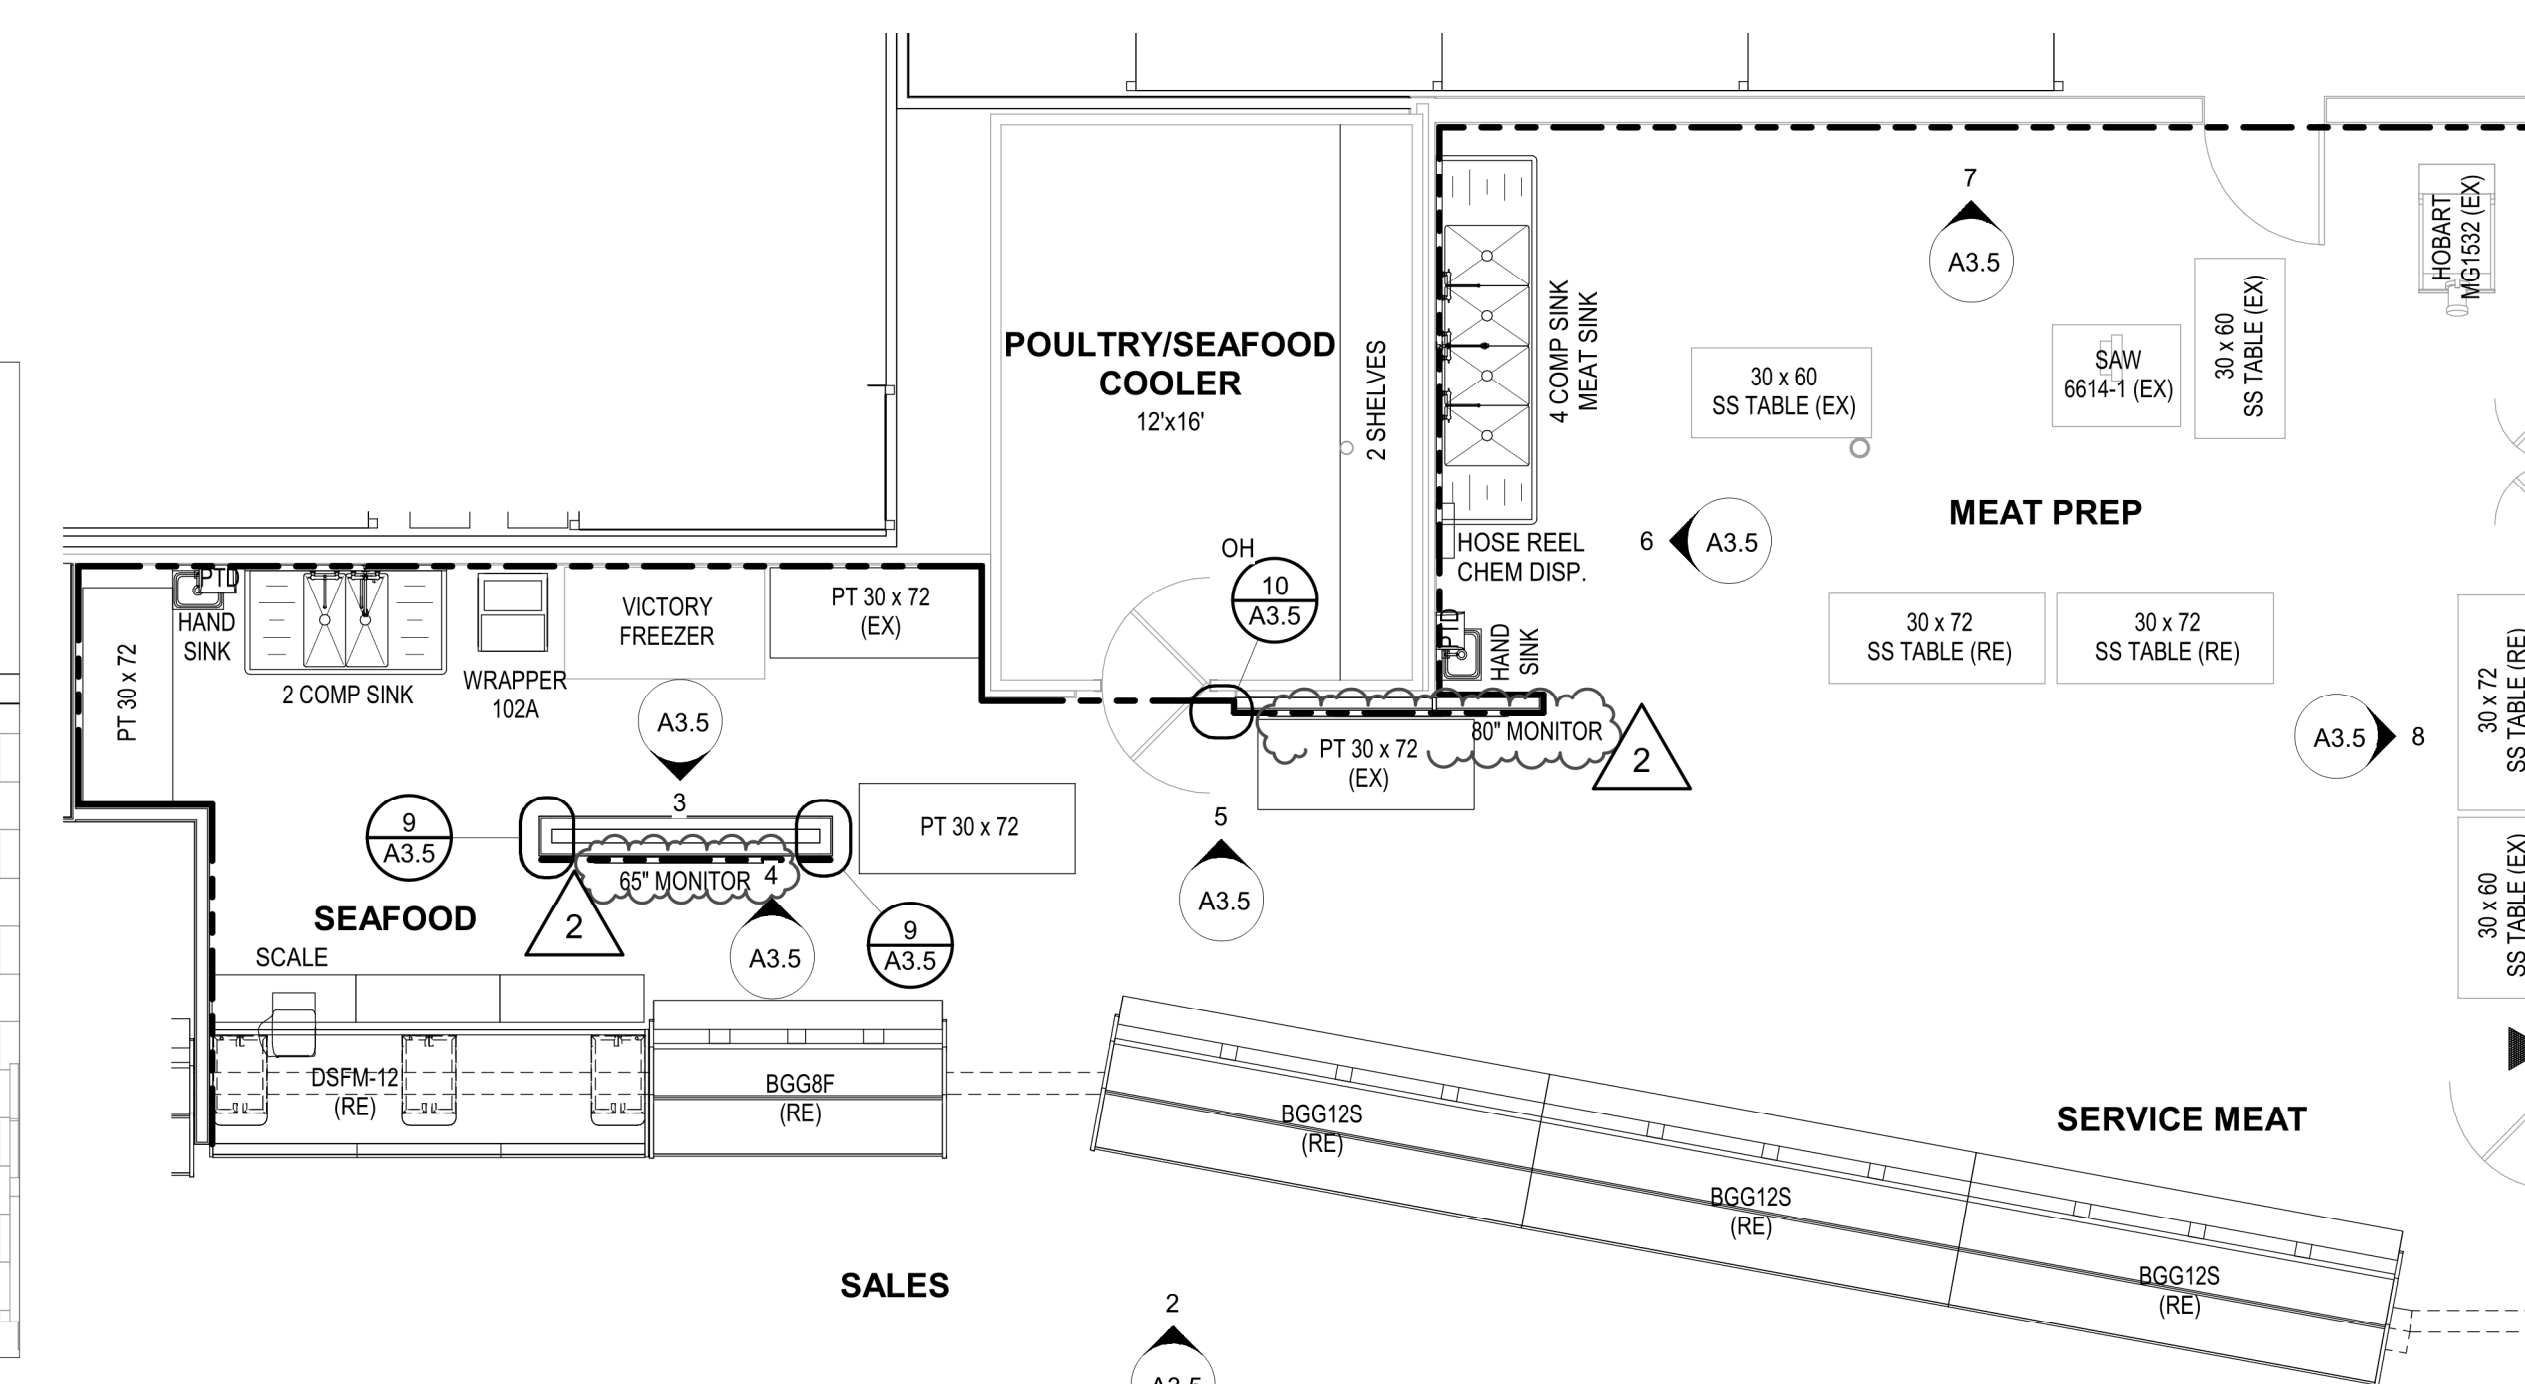 7
A3.5
HOBART
MG1532 (EX)
POULTRY/SEAFOOD
COOLER
12'x16'
2 SHELVES
4 COMP SINK
MEAT SINK
30 x 60
SS TABLE (EX)
SAW
6614-1 (EX)
30 x 60
SS TABLE (EX)
MEAT PREP
6
A3.5
HOSE REEL
CHEM DISP.
OH
10
A3.5
PTD
HAND
SINK
PTD
HAND
SINK
PT 30 x 72
2 COMP SINK
WRAPPER
102A
VICTORY
FREEZER
PT 30 x 72
(EX)
30 x 72
SS TABLE (RE)
30 x 72
SS TABLE (RE)
30 x 72
SS TABLE (RE)
A3.5
3
80" MONITOR
2
PT 30 x 72
(EX)
A3.5
8
9
A3.5
PT 30 x 72
5
A3.5
65" MONITOR
4
2
A3.5
9
A3.5
30 x 60
SS TABLE (EX)
SEAFOOD
SCALE
DSFM-12
(RE)
BGG8F
(RE)
BGG12S
(RE)
SERVICE MEAT
BGG12S
(RE)
BGG12S
(RE)
SALES
2